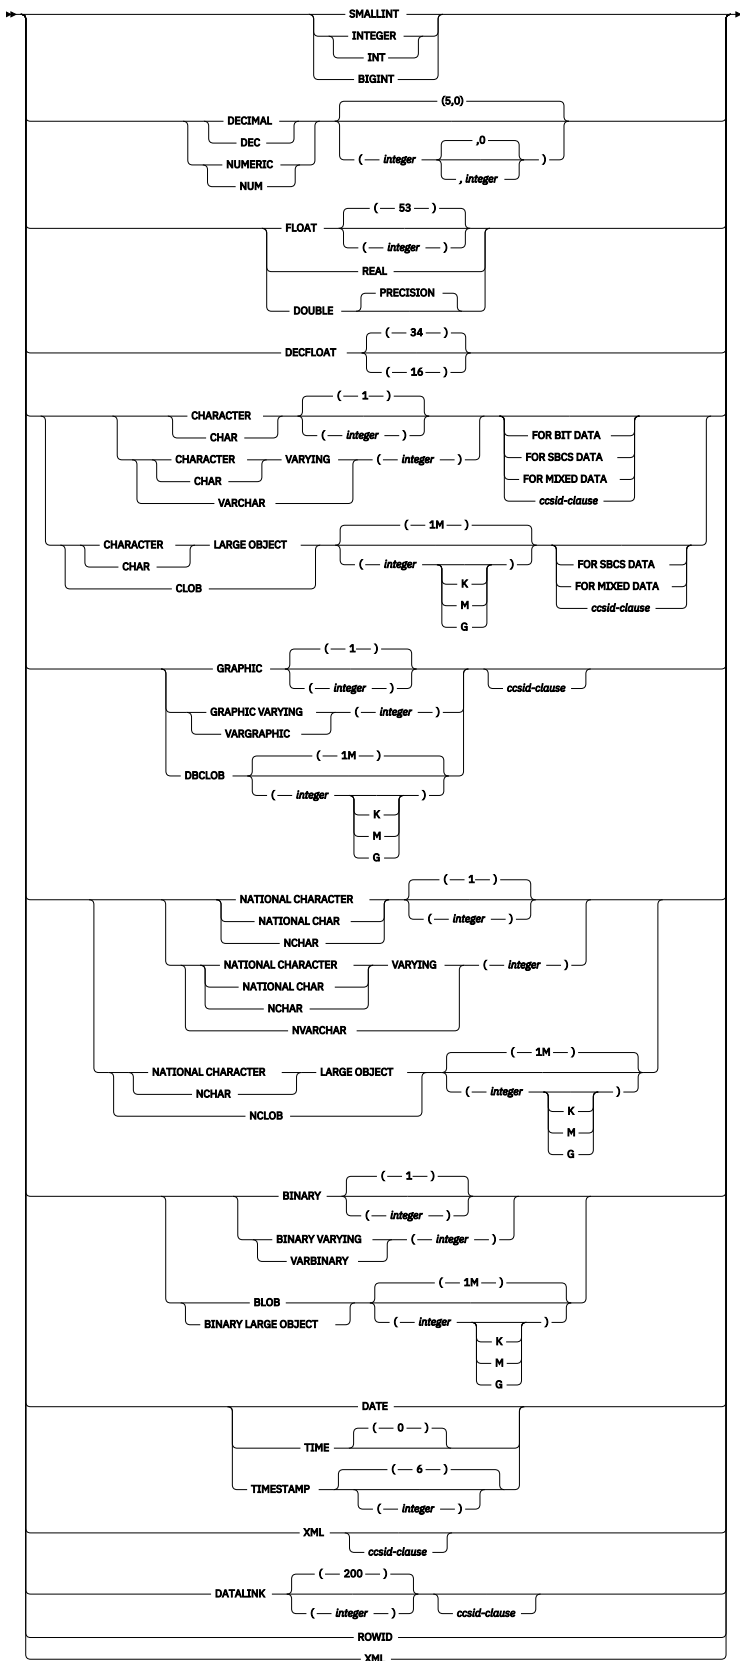 SMALLINT
INTEGER
INT
BIGINT
(5,0)
DECIMAL
DEC
,0
NUMERIC
( integer )
NUM
, integer
( 53 )
FLOAT
( integer )
REAL
PRECISION
DOUBLE
( 34 )
DECFLOAT
( 16 )
( 1 )
CHARACTER
CHAR
( integer )
FOR BIT DATA
CHARACTER VARYING ( integer )
FOR SBCS DATA
CHAR
FOR MIXED DATA
VARCHAR
ccsid-clause
( 1M )
CHARACTER LARGE OBJECT
CHAR
( integer )
FOR SBCS DATA
CLOB
K
FOR MIXED DATA
M
ccsid-clause
G
( 1 )
GRAPHIC
( integer )
ccsid-clause
GRAPHIC VARYING ( integer )
VARGRAPHIC
( 1M )
DBCLOB
( integer )
K
M
G
( 1 )
NATIONAL CHARACTER
NATIONAL CHAR
( integer )
NCHAR
NATIONAL CHARACTER VARYING ( integer )
NATIONAL CHAR
NCHAR
NVARCHAR
( 1M )
NATIONAL CHARACTER LARGE OBJECT
NCHAR
( integer )
NCLOB
K
M
G
( 1 )
BINARY
( integer )
BINARY VARYING ( integer )
VARBINARY
( 1M )
BLOB
BINARY LARGE OBJECT
( integer )
K
M
G
DATE
( 0 )
TIME
( 6 )
TIMESTAMP
( integer )
XML
ccsid-clause
( 200 )
DATALINK
( integer )
ccsid-clause
ROWID
XML